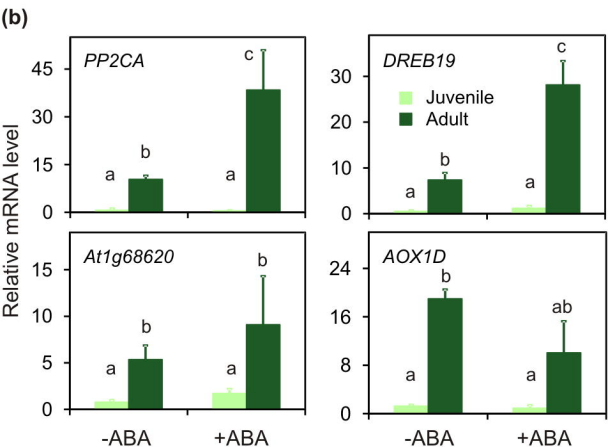 (b)
Relative mRNA level
PP2CA
45
30
15
0
a
b
a
c
DREB19
Juvenile
Adult
30
20
10
0
a
b
a
c
At1g68620
15
10
5
0
a
b
a
b
-ABA
+ABA
AOX1D
24
16
8
0
a
b
a
ab
-ABA
+ABA